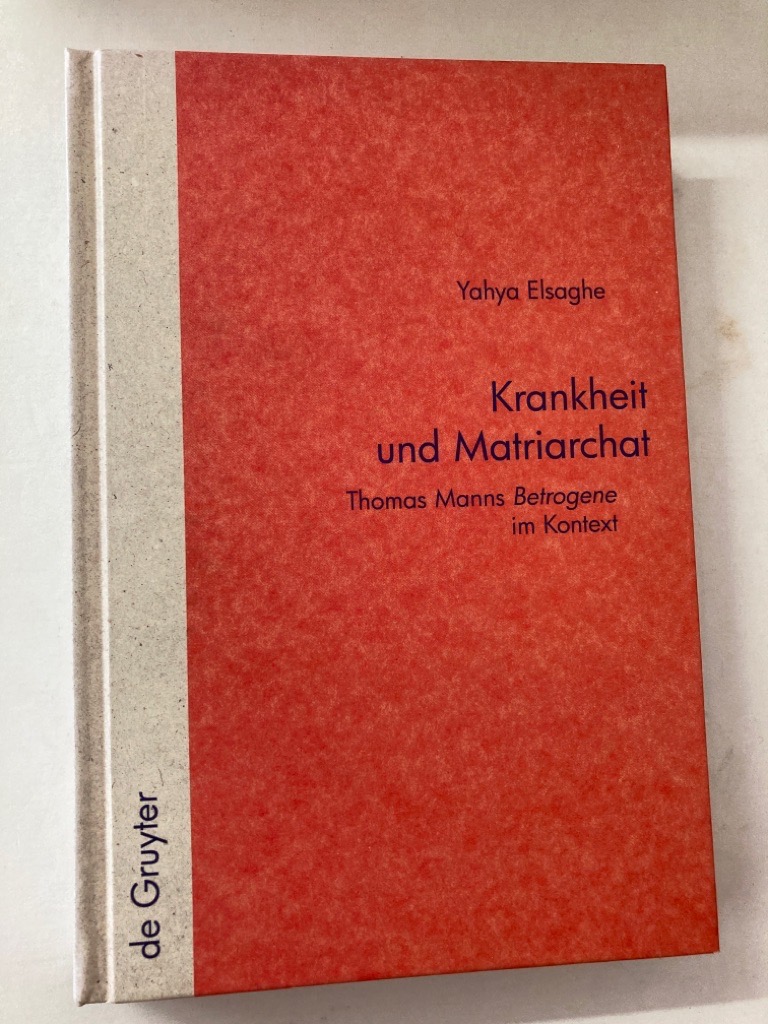 Yahya Elsaghe
Krankheit
und Matriarchat
Thomas Manns Betrogene
im Kontext
de Gruyter